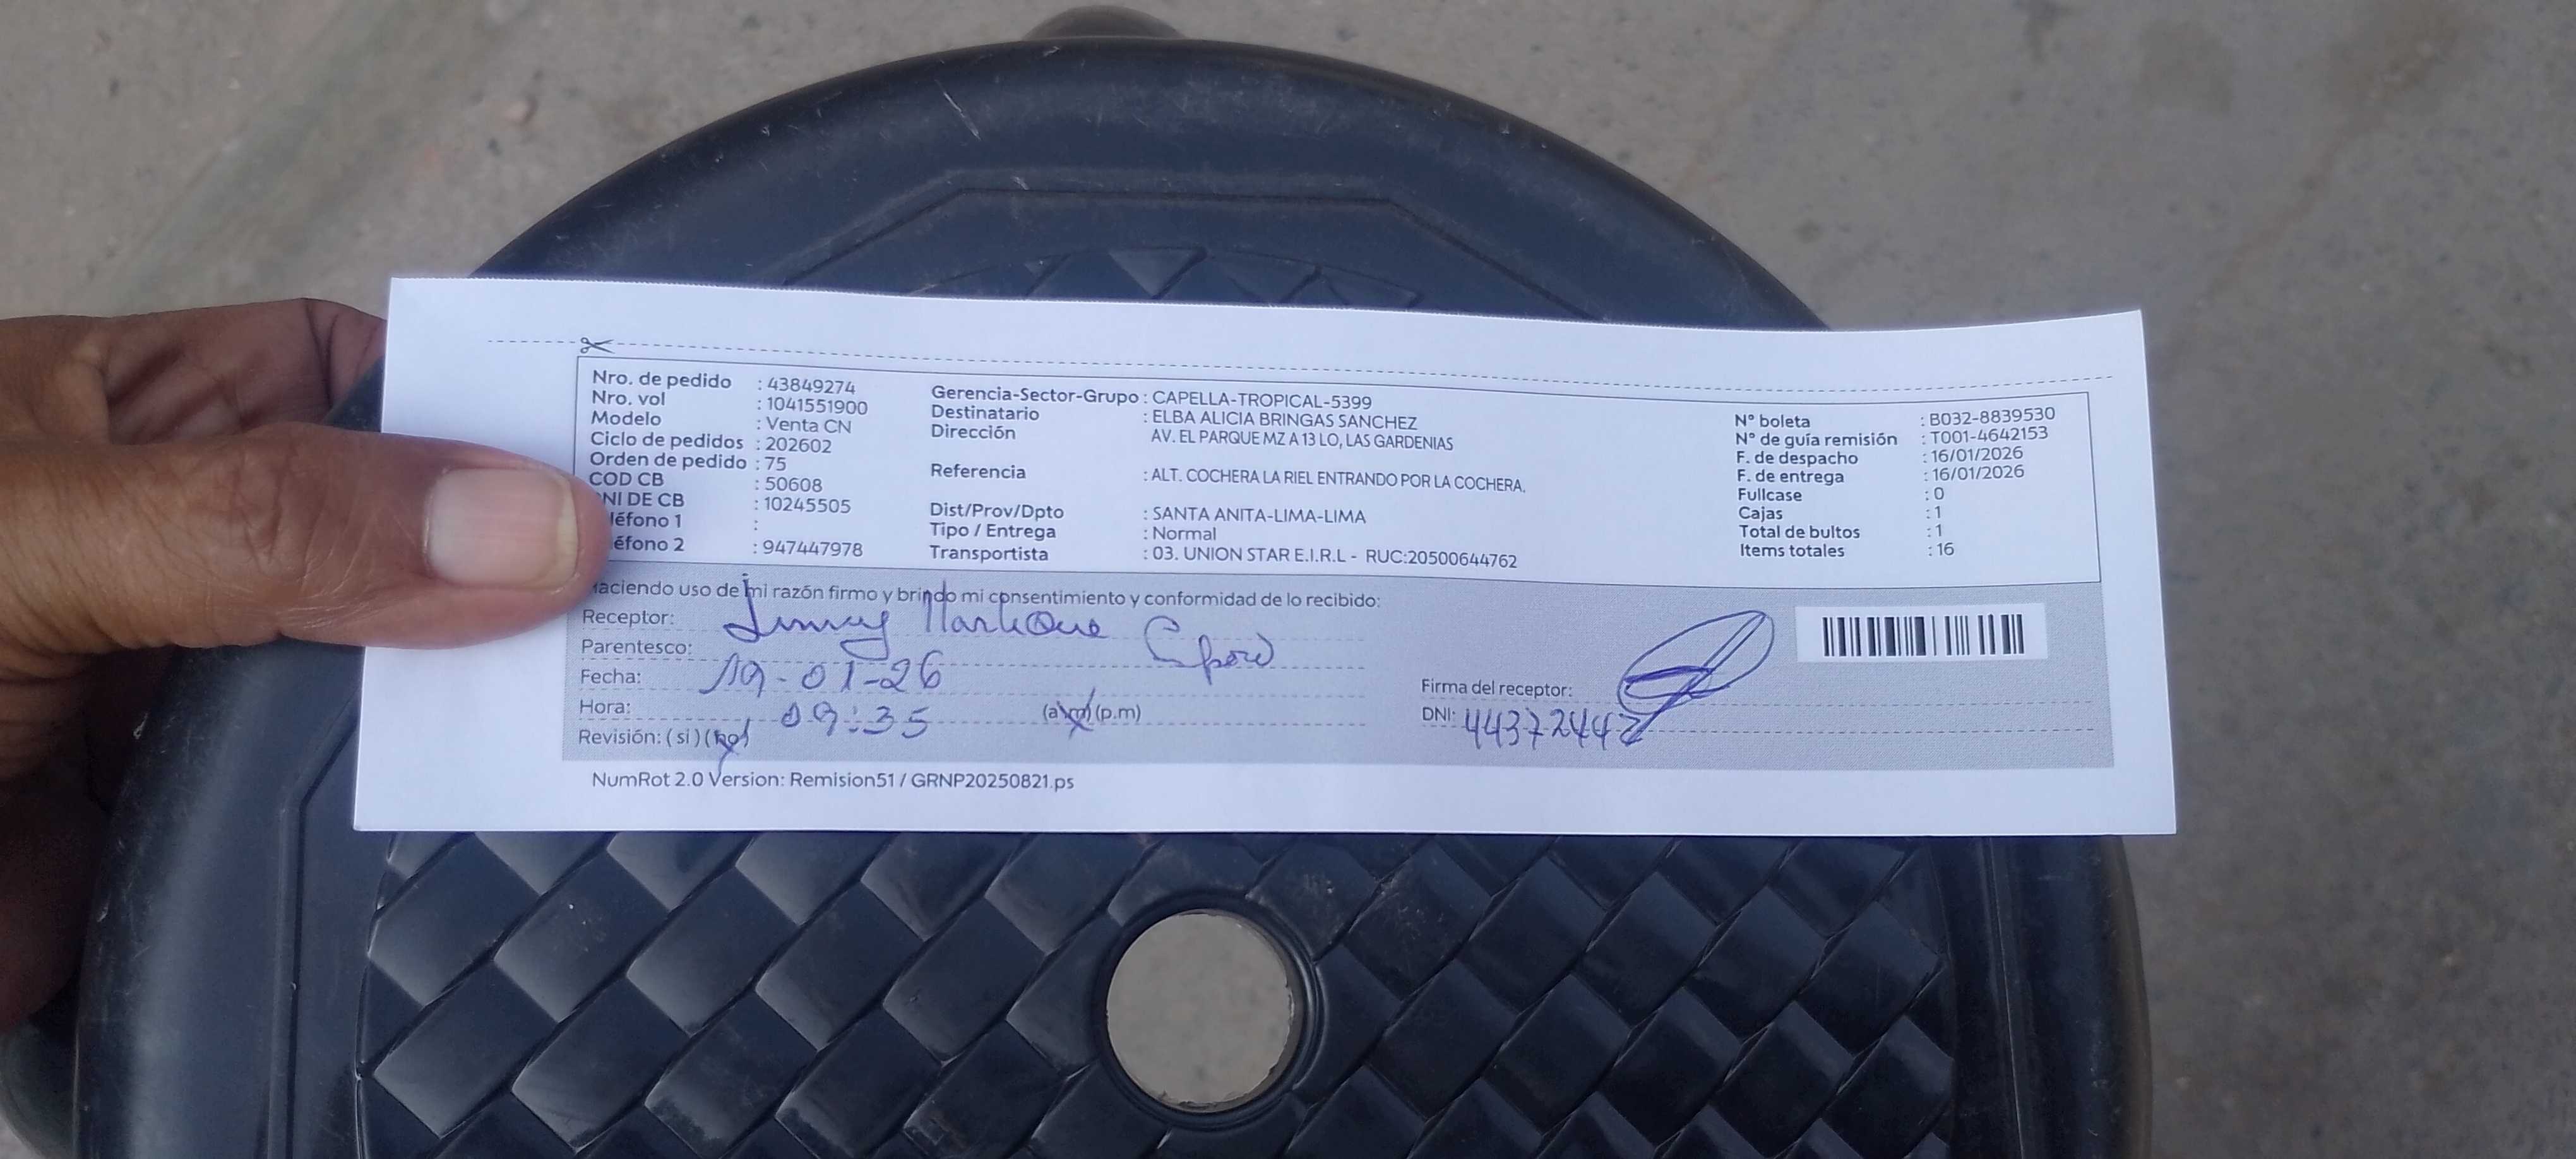 Nro. de pedido : 43849274
Nro. vol : 1041551900
Modelo : Venta CN
Ciclo de pedidos : 202602
Orden de pedido : 75
COD CB : 50608
NI DE CB : 10245505
léfono 1 :
éfono 2 : 947447978
Gerencia-Sector-Grupo : CAPELLA-TROPICAL-5399
Destinatario : ELBA ALICIA BRINGAS SANCHEZ
Dirección AV. EL PARQUE MZ A 13 LO, LAS GARDENIAS
Referencia : ALT. COCHERA LA RIEL ENTRANDO POR LA COCHERA.
Dist/Prov/Dpto : SANTA ANITA-LIMA-LIMA
Tipo / Entrega : Normal
Transportista : 03. UNION STAR E.I.R.L - RUC:20500644762
N° boleta : B032-8839530
N° de guía remisión : T001-4642153
F. de despacho : 16/01/2026
F. de entrega : 16/01/2026
Fullcase : 0
Cajas : 1
Total de bultos : 1
Items totales : 16
aciendo uso de mi razón firmo y brindo mi consentimiento y conformidad de lo recibido:
Receptor:
Parentesco:
Fecha: 19-01-26
Hora: 09:35 (a.m) (p.m)
Revisión: (si) (no)
Firma del receptor:
DNI: 44372447
NumRot 2.0 Version: Remision51 / GRNP20250821.ps